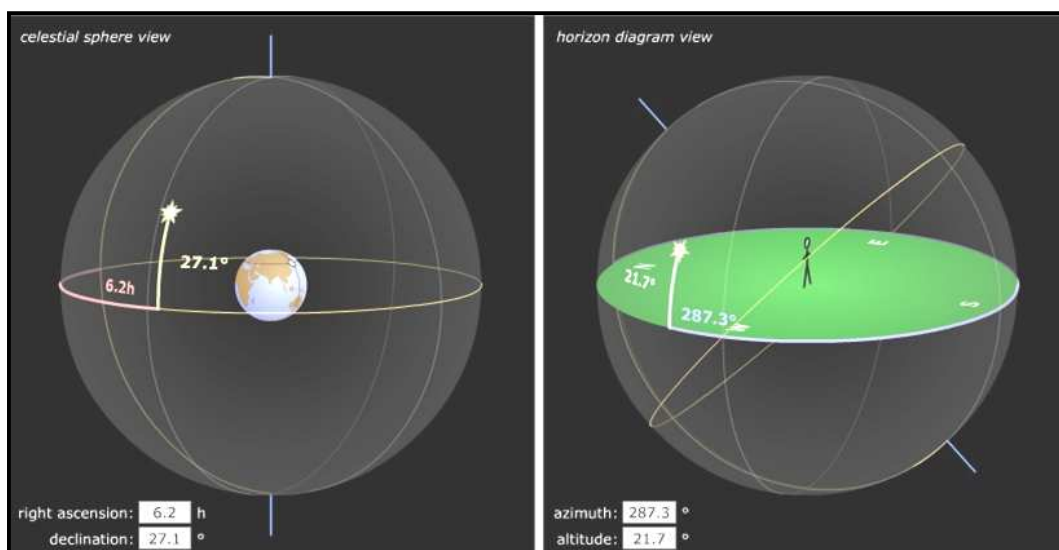 celestial sphere view
27.1°
6.2h
right ascension: 6.2 h
declination: 27.1 °
horizon diagram view
E
N
21.7°
S
287.3°
W
azimuth: 287.3 °
altitude: 21.7 °